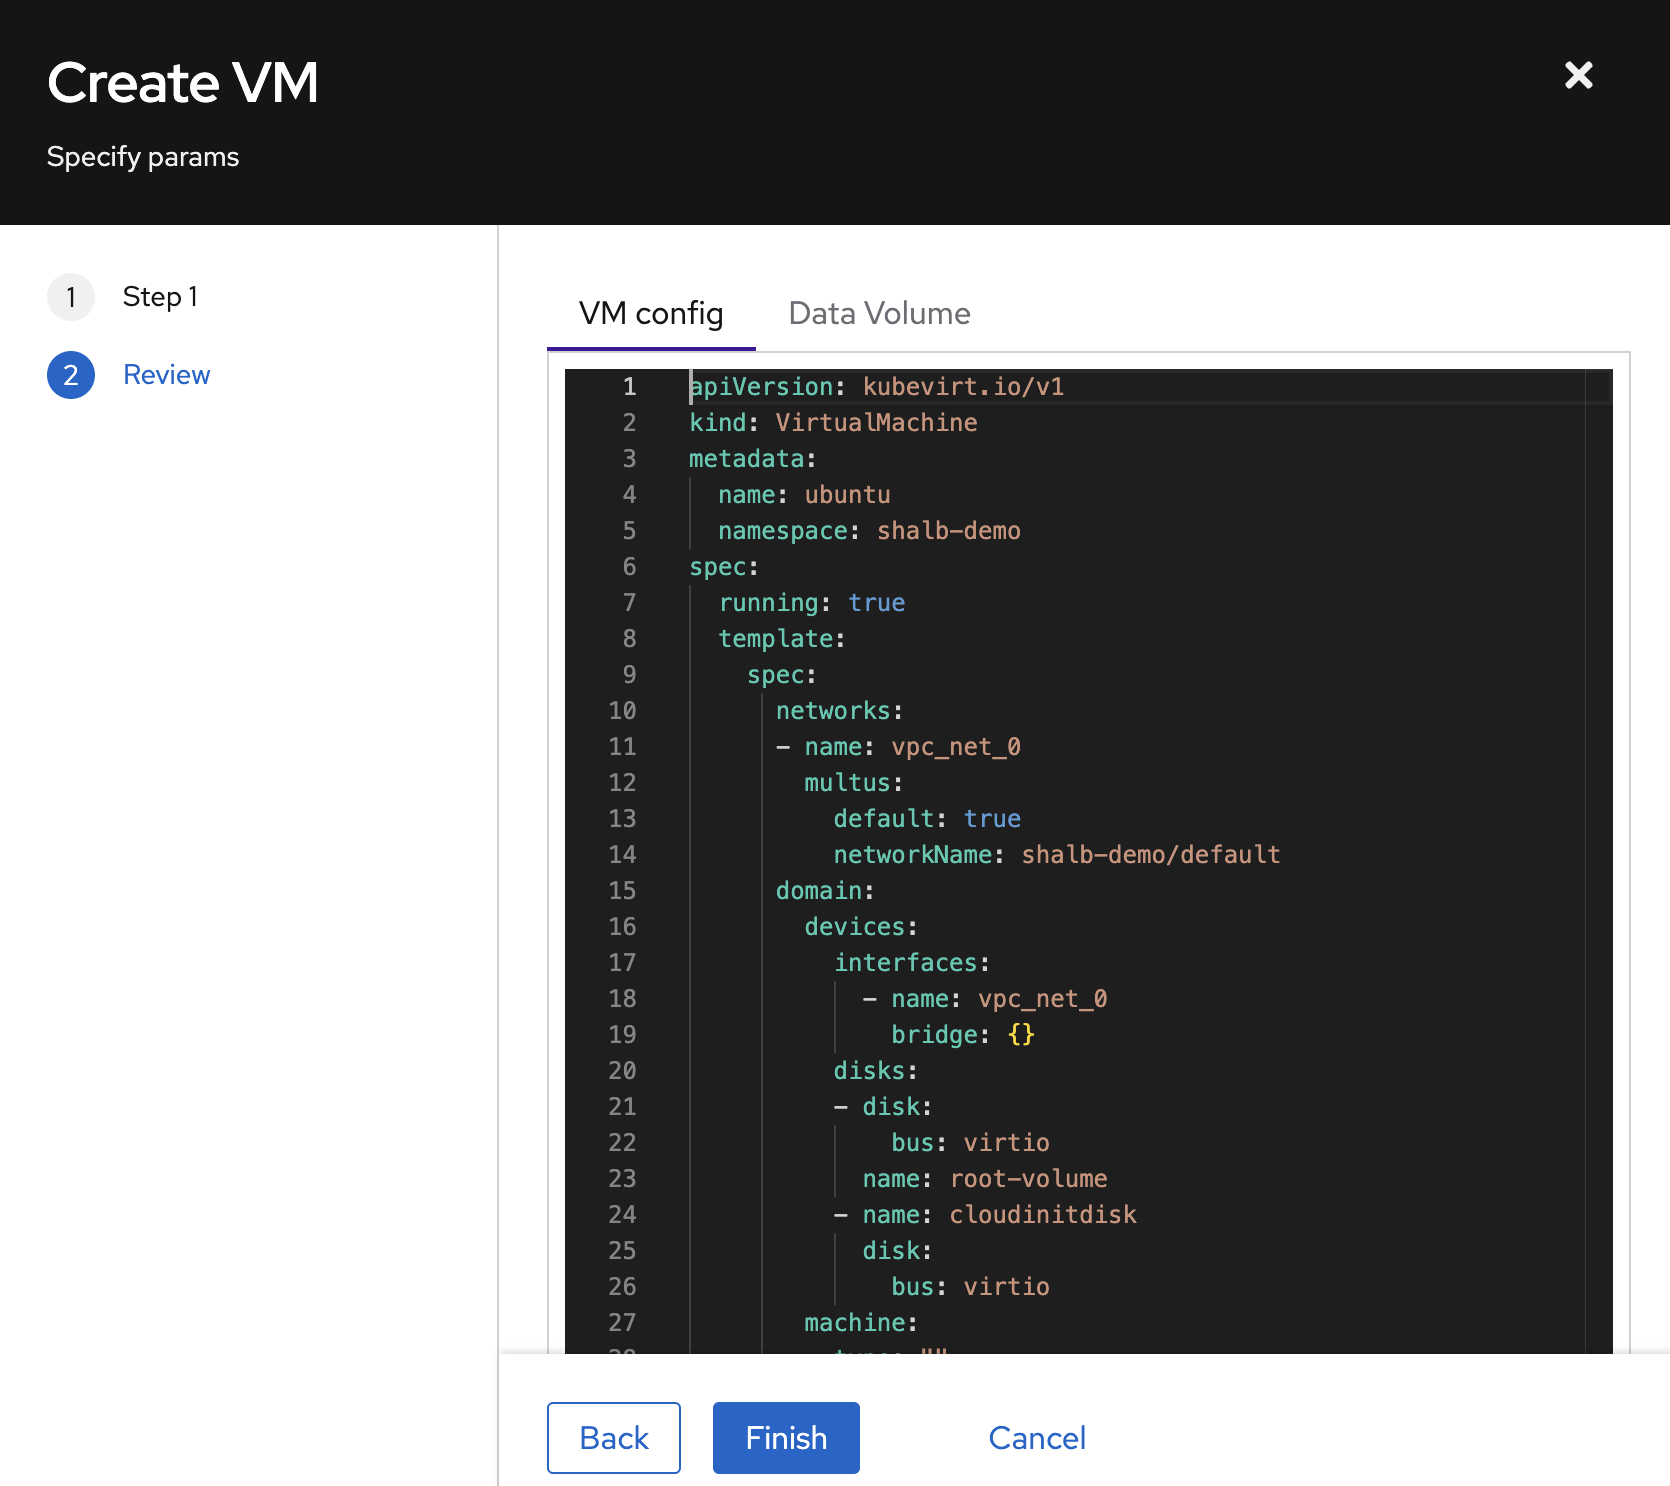 Create VM
Specify params
1 Step 1
2 Review
VM config Data Volume
1 apiVersion: kubevirt.io/v1
2 kind: VirtualMachine
3 metadata:
4   name: ubuntu
5   namespace: shalb-demo
6 spec:
7   running: true
8   template:
9     spec:
10       networks:
11       - name: vpc_net_0
12         multus:
13           default: true
14           networkName: shalb-demo/default
15       domain:
16         devices:
17           interfaces:
18             - name: vpc_net_0
19               bridge: {}
20           disks:
21           - disk:
22               bus: virtio
23             name: root-volume
24           - name: cloudinitdisk
25             disk:
26               bus: virtio
27         machine:
Back Finish Cancel